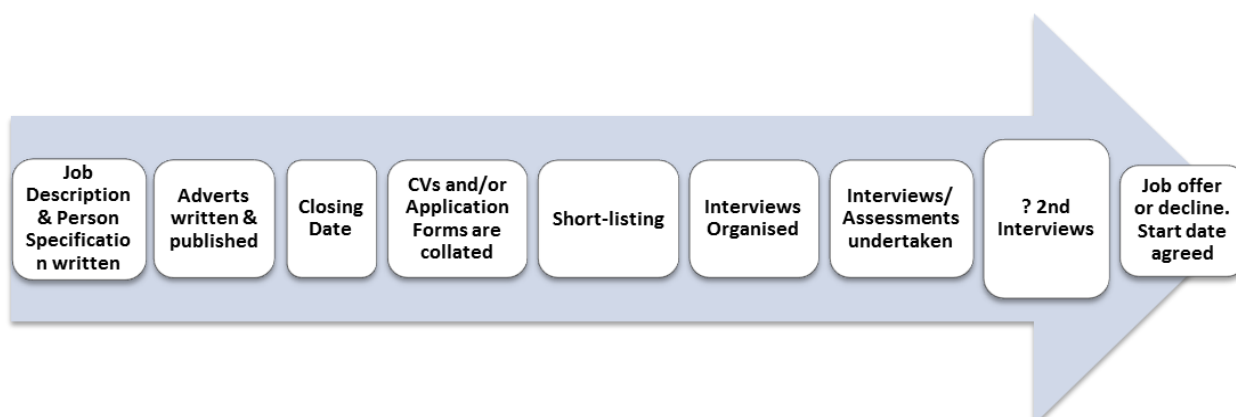 Job
Description
& Person
Specificatio
n written
Adverts
written &
published
Closing
Date
CVs and/or
Application
Forms are
collated
Short-listing
Interviews
Organised
Interviews/
Assessments
undertaken
? 2nd
Interviews
Job offer
or decline.
Start date
agreed